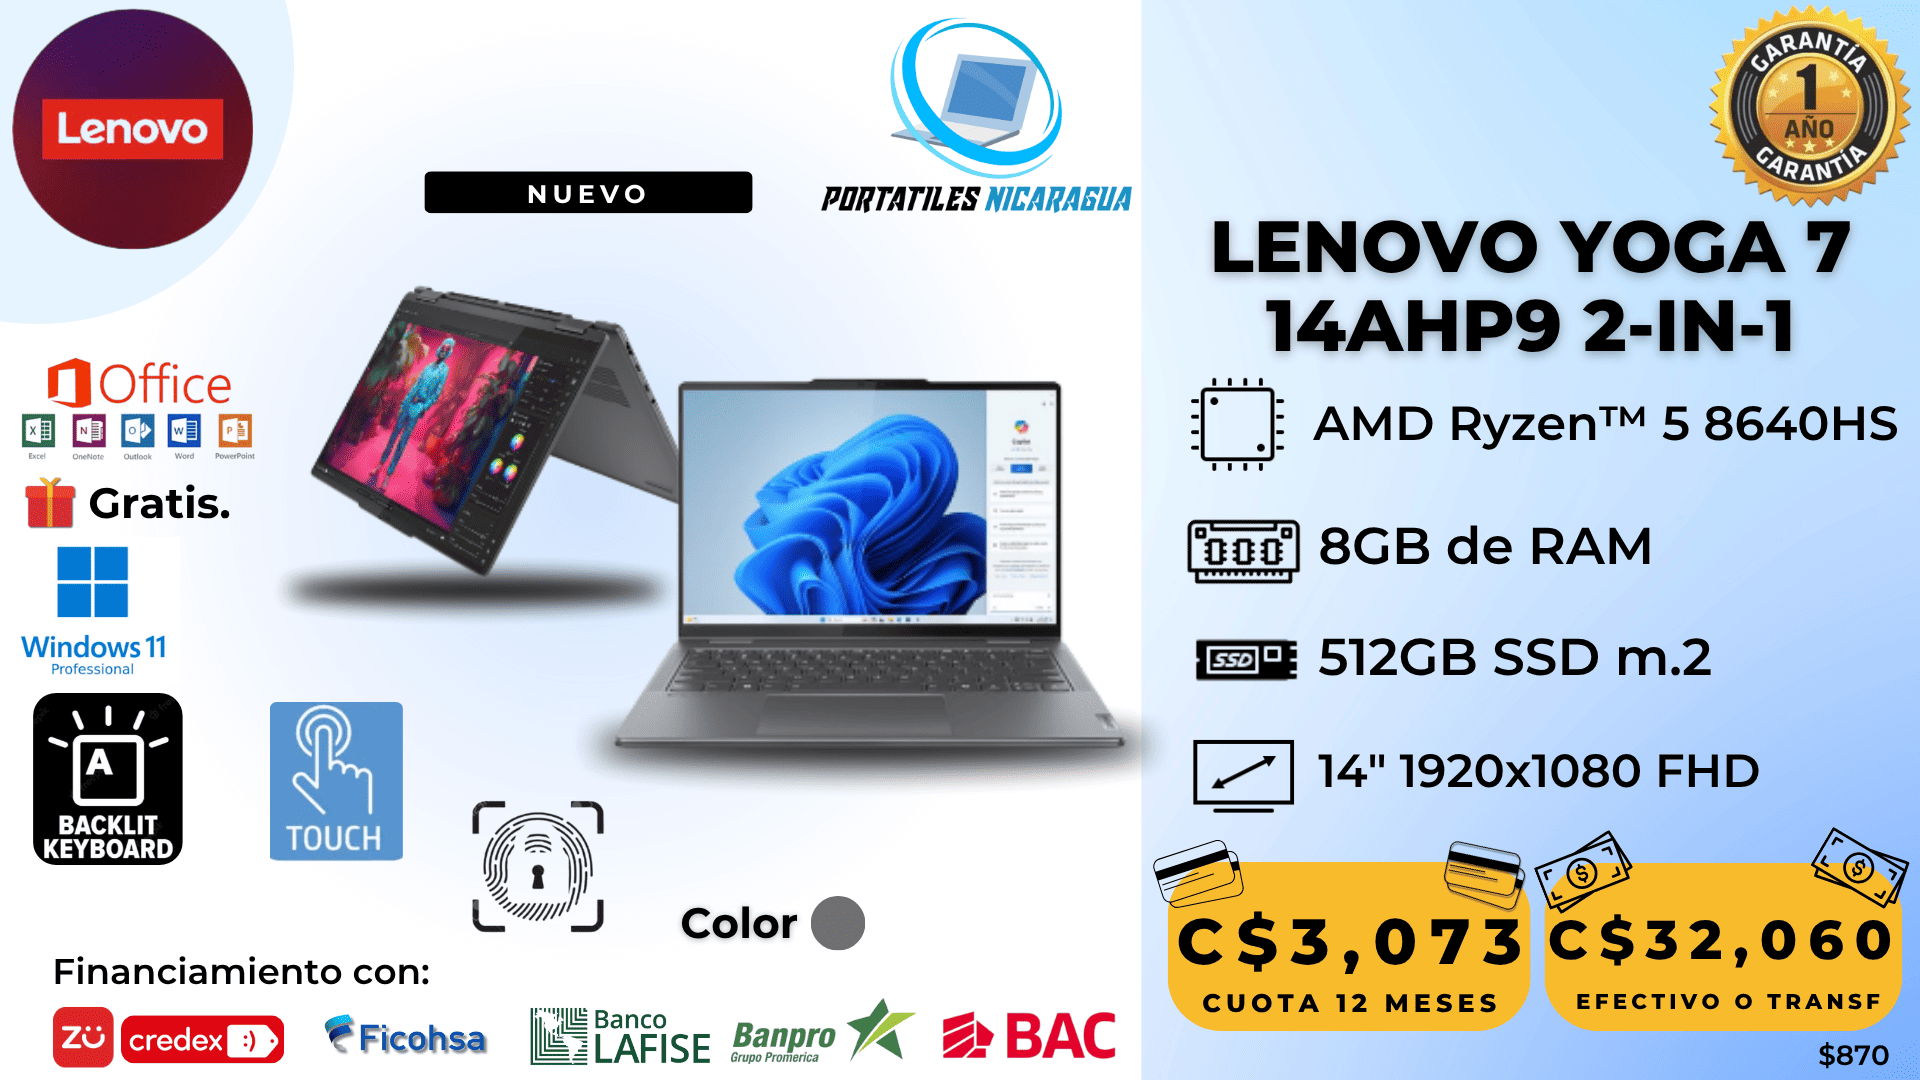 Lenovo
NUEVO
PORTATILES NICARAGUA
GARANTÍA
1
AÑO
GARANTÍA
LENOVO YOGA 7
14AHP9 2-IN-1
AMD Ryzen™ 5 8640HS
8GB de RAM
SSD
512GB SSD m.2
14" 1920x1080 FHD
Office
Excel
OneNote
Outlook
Word
PowerPoint
Gratis.
Windows 11
Professional
A
BACKLIT
KEYBOARD
TOUCH
Color
Financiamiento con:
zü
credex :)
Ficohsa
Banco
LAFISE
Banpro
Grupo Promerica
BAC
C$3,073
CUOTA 12 MESES
C$32,060
EFECTIVO O TRANSF
$870